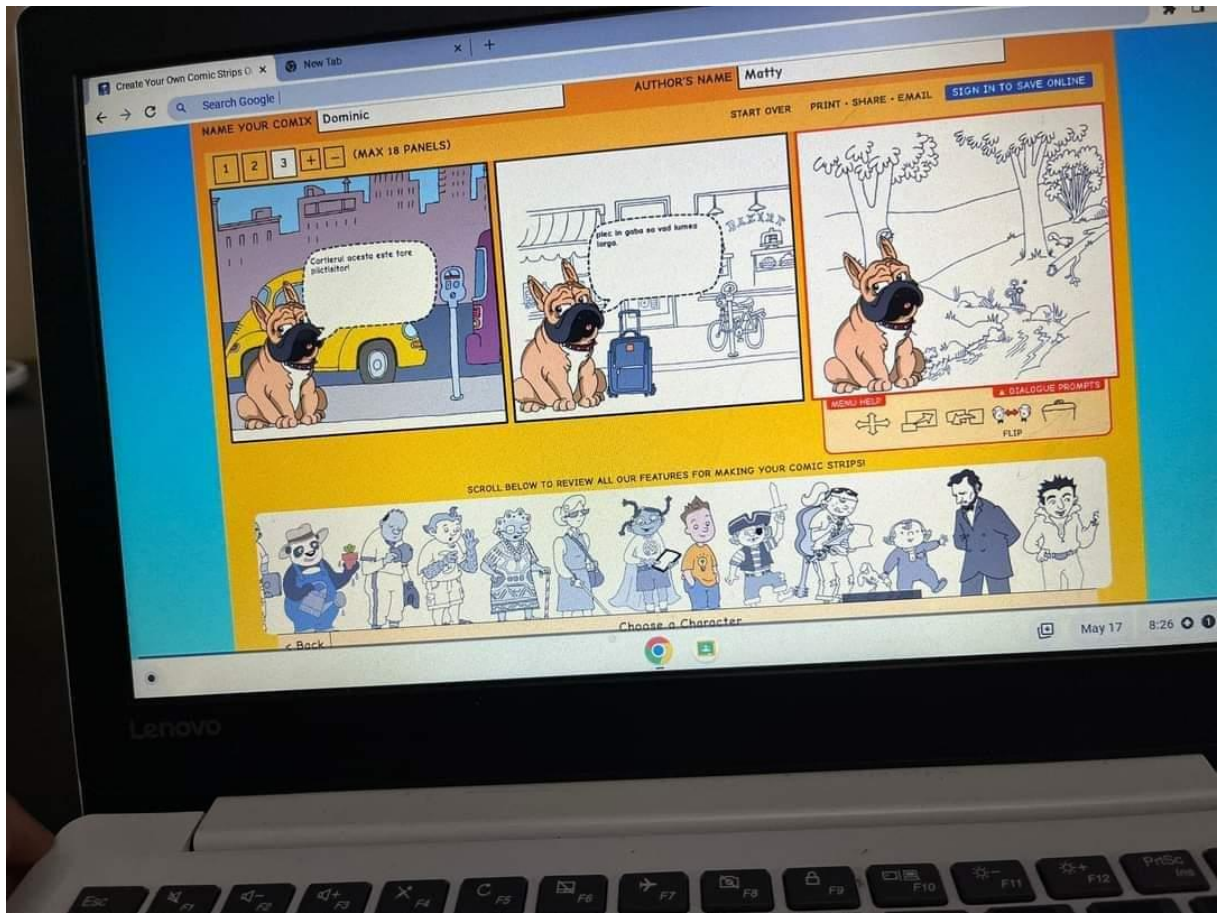 Create Your Own Comic Strips
New Tab
Search Google
NAME YOUR COMIX
Dominic
AUTHOR'S NAME
Matty
START OVER
PRINT • SHARE • EMAIL
SIGN IN TO SAVE ONLINE
1 2 3 + − (MAX 18 PANELS)
Cartierul acesta este tare
plictisitor!
plec in gaba sa vad lumea
larga.
BAKERY
MENU HELP
▲ DIALOGUE PROMPTS
FLIP
SCROLL BELOW TO REVIEW ALL OUR FEATURES FOR MAKING YOUR COMIC STRIPS!
< Back
Choose a Character
May 17
8:26
Lenovo
Esc
F1
F2
F3
F4
F5
F6
F7
F8
F9
F10
F11
F12
PrtSc
Ins